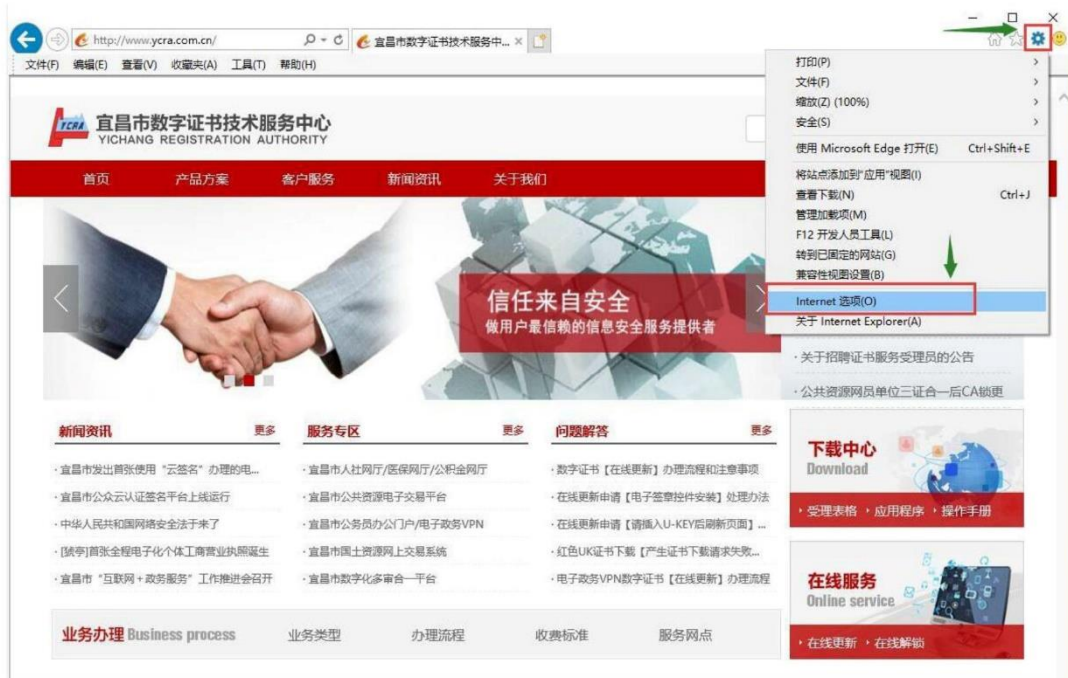 http://www.ycra.com.cn/
宜昌市数字证书技术服务中...
文件(F) 编辑(E) 查看(V) 收藏夹(A) 工具(T) 帮助(H)
打印(P)
文件(F)
缩放(Z) (100%)
安全(S)
使用 Microsoft Edge 打开(E) Ctrl+Shift+E
将站点添加到“应用”视图(I)
查看下载(N) Ctrl+J
管理加载项(M)
F12 开发人员工具(L)
转到已固定的网站(G)
兼容性视图设置(B)
Internet 选项(O)
关于 Internet Explorer(A)
YCRA 宜昌市数字证书技术服务中心
YICHANG REGISTRATION AUTHORITY
首页 产品方案 客户服务 新闻资讯 关于我们
信任来自安全
做用户最信赖的信息安全服务提供者
·关于招聘证书服务受理员的公告
·公共资源网员单位三证合一后CA锁更
新闻资讯 更多
·宜昌市发出首张使用“云签名”办理的电...
·宜昌市公众云认证签名平台上线运行
·中华人民共和国网络安全法于来了
·[猇亭]首张全程电子化个体工商营业执照诞生
·宜昌市“互联网+政务服务”工作推进会召开
服务专区 更多
·宜昌市人社网厅/医保网厅/公积金网厅
·宜昌市公共资源电子交易平台
·宜昌市公务员办公门户/电子政务VPN
·宜昌市国土资源网上交易系统
·宜昌市数字化多审合一平台
问题解答 更多
·数字证书【在线更新】办理流程和注意事项
·在线更新申请【电子签章控件安装】处理办法
·在线更新申请【请插入U-KEY后刷新页面】...
·红色UK证书下载【产生证书下载请求失败...
·电子政务VPN数字证书【在线更新】办理流程
下载中心
Download
受理表格 应用程序 操作手册
在线服务
Online service
在线更新 在线解锁
业务办理 Business process 业务类型 办理流程 收费标准 服务网点